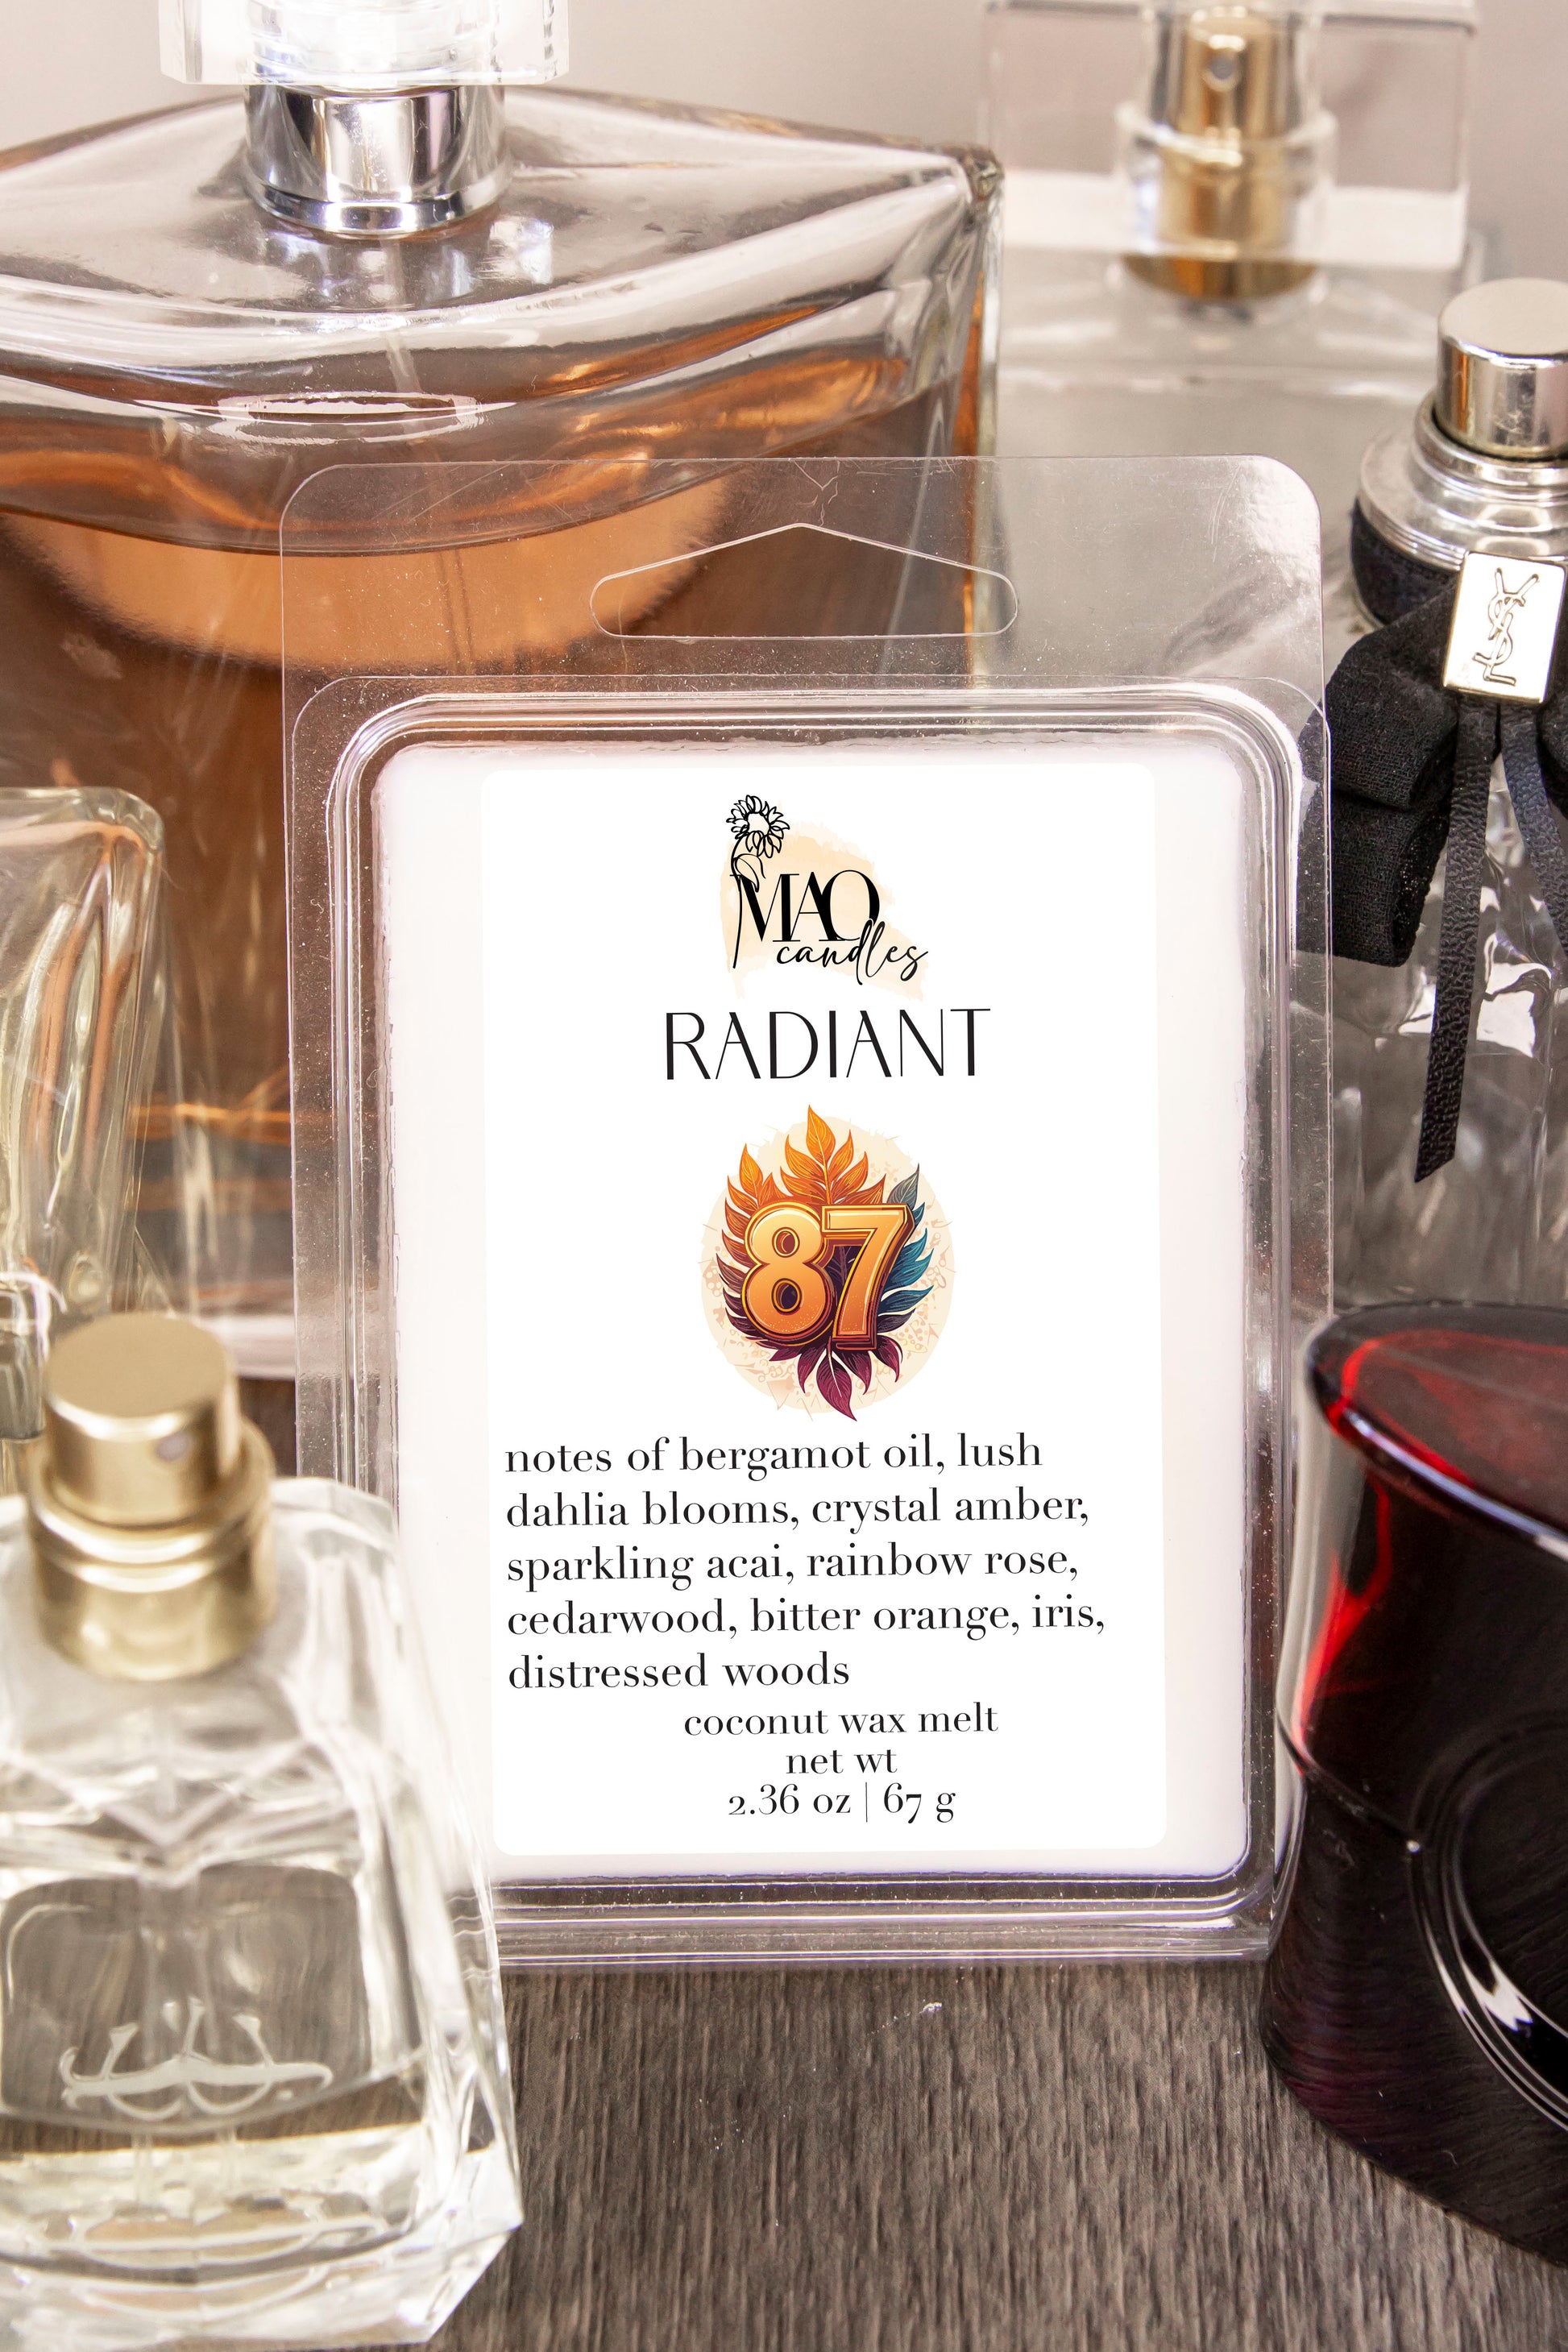 MAO
candles
RADIANT
87
notes of bergamot oil, lush
dahlia blooms, crystal amber,
sparkling acai, rainbow rose,
cedarwood, bitter orange, iris,
distressed woods
coconut wax melt
net wt
2.36 oz | 67 g
YSL